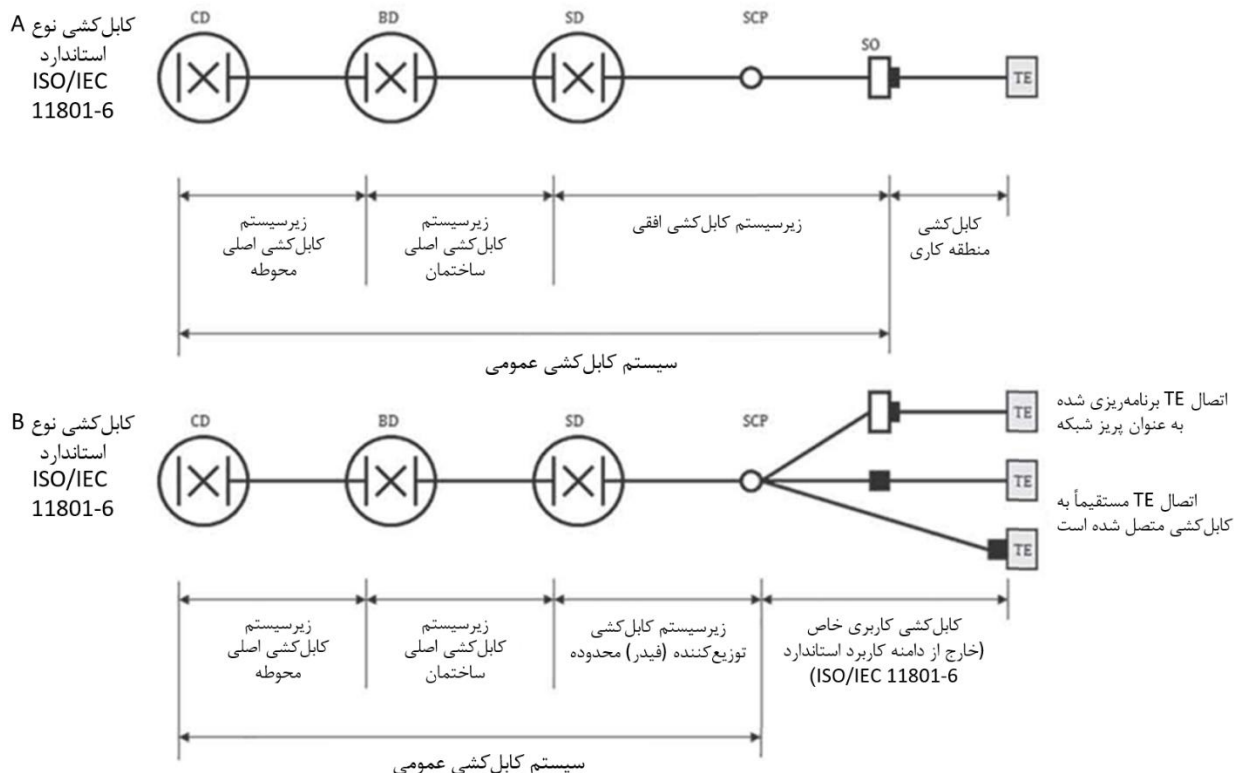 کابل‌کشی نوع A
استاندارد
ISO/IEC
11801-6
CD
BD
SD
SCP
SO
TE
زیرسیستم
کابل‌کشی اصلی
محوطه
زیرسیستم
کابل‌کشی اصلی
ساختمان
زیرسیستم کابل‌کشی افقی
کابل‌کشی
منطقه کاری
سیستم کابل‌کشی عمومی
کابل‌کشی نوع B
استاندارد
ISO/IEC
11801-6
CD
BD
SD
SCP
TE
اتصال TE برنامه‌ریزی شده
به عنوان پریز شبکه
TE
اتصال TE مستقیماً به
کابل‌کشی متصل شده است
TE
زیرسیستم
کابل‌کشی اصلی
محوطه
زیرسیستم
کابل‌کشی اصلی
ساختمان
زیرسیستم کابل‌کشی
توزیع‌کننده (فیدر) محدوده
کابل‌کشی کاربری خاص
(خارج از دامنه کاربرد استاندارد
ISO/IEC 11801-6)
سیستم کابل‌کشی عمومی